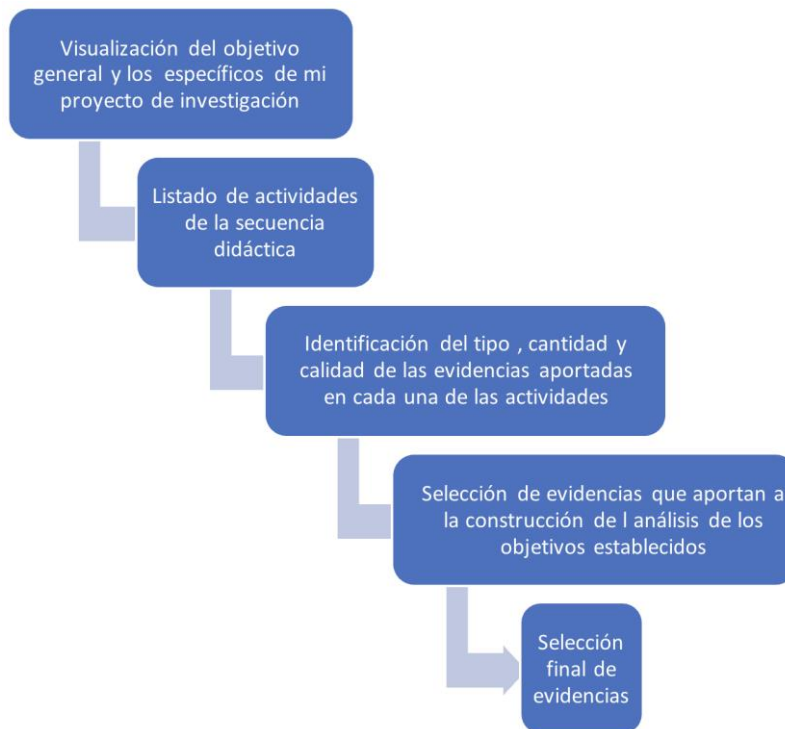 Visualización del objetivo
general y los específicos de mi
proyecto de investigación
Listado de actividades
de la secuencia
didáctica
Identificación del tipo , cantidad y
calidad de las evidencias aportadas
en cada una de las actividades
Selección de evidencias que aportan a
la construcción de l análisis de los
objetivos establecidos
Selección
final de
evidencias